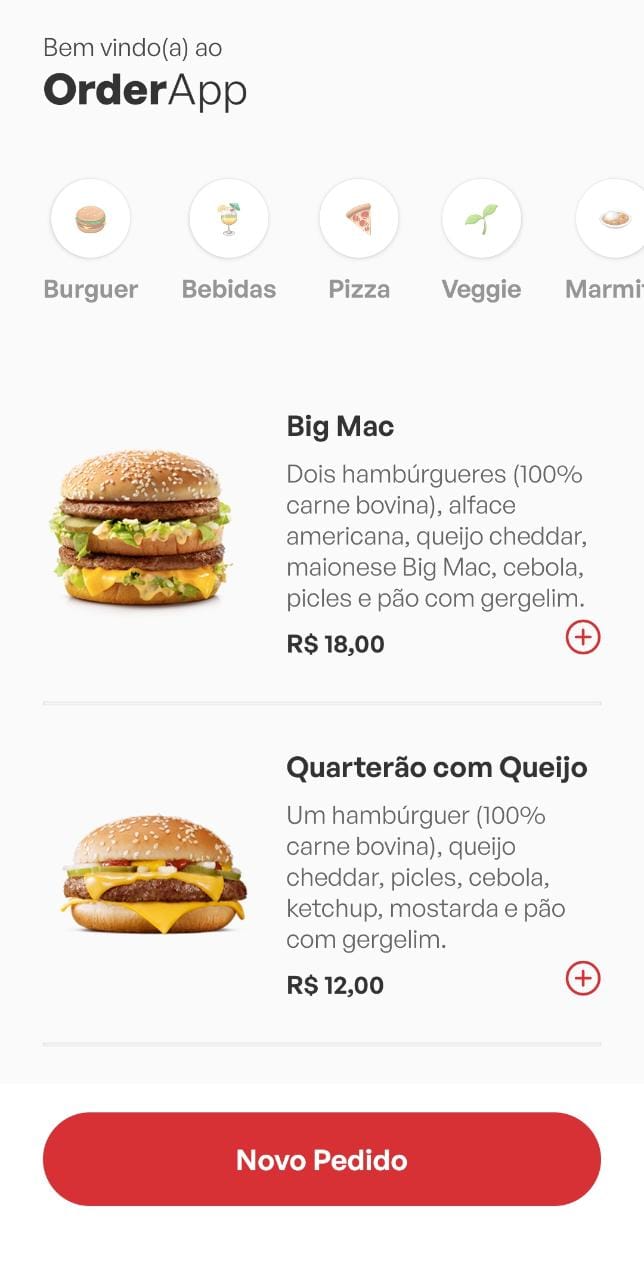 Bem vindo(a) ao
OrderApp
Burguer Bebidas Pizza Veggie Marmi
Big Mac
Dois hambúrgueres (100%
carne bovina), alface
americana, queijo cheddar,
maionese Big Mac, cebola,
picles e pão com gergelim.
R$ 18,00
Quarterão com Queijo
Um hambúrguer (100%
carne bovina), queijo
cheddar, picles, cebola,
ketchup, mostarda e pão
com gergelim.
R$ 12,00
Novo Pedido